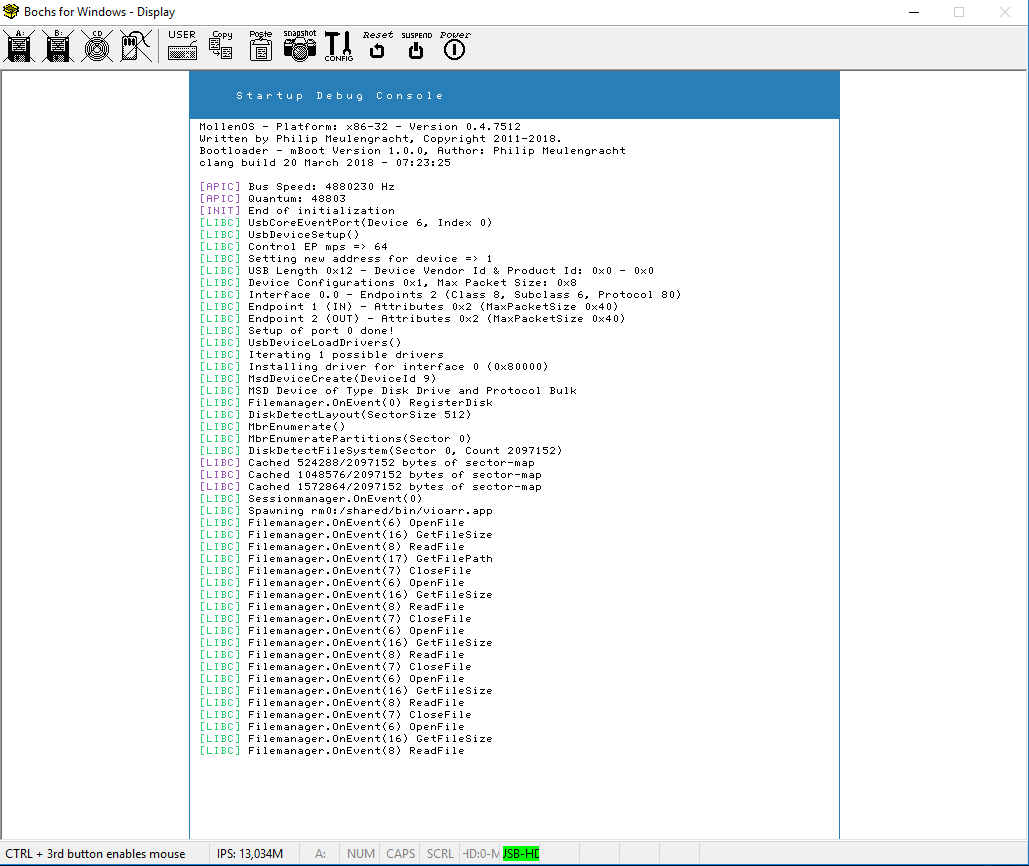 Bochs for Windows - Display
A:
B:
CD
USER
Copy
Paste
snapshot
CONFIG
Reset
SUSPEND
Power
Startup Debug Console
MollenOS - Platform: x86-32 - Version 0.4.7512
Written by Philip Meulengracht, Copyright 2011-2018.
Bootloader - mBoot Version 1.0.0, Author: Philip Meulengracht
clang build 20 March 2018 - 07:23:25
[APIC] Bus Speed: 4880230 Hz
[APIC] Quantum: 48803
[INIT] End of initialization
[LIBC] UsbCoreEventPort(Device 6, Index 0)
[LIBC] UsbDeviceSetup()
[LIBC] Control EP mps => 64
[LIBC] Setting new address for device => 1
[LIBC] USB Length 0x12 - Device Vendor Id & Product Id: 0x0 - 0x0
[LIBC] Device Configurations 0x1, Max Packet Size: 0x8
[LIBC] Interface 0.0 - Endpoints 2 (Class 8, Subclass 6, Protocol 80)
[LIBC] Endpoint 1 (IN) - Attributes 0x2 (MaxPacketSize 0x40)
[LIBC] Endpoint 2 (OUT) - Attributes 0x2 (MaxPacketSize 0x40)
[LIBC] Setup of port 0 done!
[LIBC] UsbDeviceLoadDrivers()
[LIBC] Iterating 1 possible drivers
[LIBC] Installing driver for interface 0 (0x80000)
[LIBC] MsdDeviceCreate(DeviceId 9)
[LIBC] MSD Device of Type Disk Drive and Protocol Bulk
[LIBC] Filemanager.OnEvent(0) RegisterDisk
[LIBC] DiskDetectLayout(SectorSize 512)
[LIBC] MbrEnumerate()
[LIBC] MbrEnumeratePartitions(Sector 0)
[LIBC] DiskDetectFileSystem(Sector 0, Count 2097152)
[LIBC] Cached 524288/2097152 bytes of sector-map
[LIBC] Cached 1048576/2097152 bytes of sector-map
[LIBC] Cached 1572864/2097152 bytes of sector-map
[LIBC] Sessionmanager.OnEvent(0)
[LIBC] Spawning rm0:/shared/bin/vioarr.app
[LIBC] Filemanager.OnEvent(6) OpenFile
[LIBC] Filemanager.OnEvent(16) GetFileSize
[LIBC] Filemanager.OnEvent(8) ReadFile
[LIBC] Filemanager.OnEvent(17) GetFilePath
[LIBC] Filemanager.OnEvent(7) CloseFile
[LIBC] Filemanager.OnEvent(6) OpenFile
[LIBC] Filemanager.OnEvent(16) GetFileSize
[LIBC] Filemanager.OnEvent(8) ReadFile
[LIBC] Filemanager.OnEvent(7) CloseFile
[LIBC] Filemanager.OnEvent(6) OpenFile
[LIBC] Filemanager.OnEvent(16) GetFileSize
[LIBC] Filemanager.OnEvent(8) ReadFile
[LIBC] Filemanager.OnEvent(7) CloseFile
[LIBC] Filemanager.OnEvent(6) OpenFile
[LIBC] Filemanager.OnEvent(16) GetFileSize
[LIBC] Filemanager.OnEvent(8) ReadFile
[LIBC] Filemanager.OnEvent(7) CloseFile
[LIBC] Filemanager.OnEvent(6) OpenFile
[LIBC] Filemanager.OnEvent(16) GetFileSize
[LIBC] Filemanager.OnEvent(8) ReadFile
CTRL + 3rd button enables mouse IPS: 13,034M A: NUM CAPS SCRL HD:0-M USB-HD